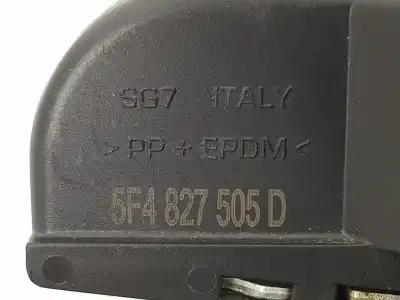 SG7 ITALY
>PP + EPDM<
5F4 827 505 D